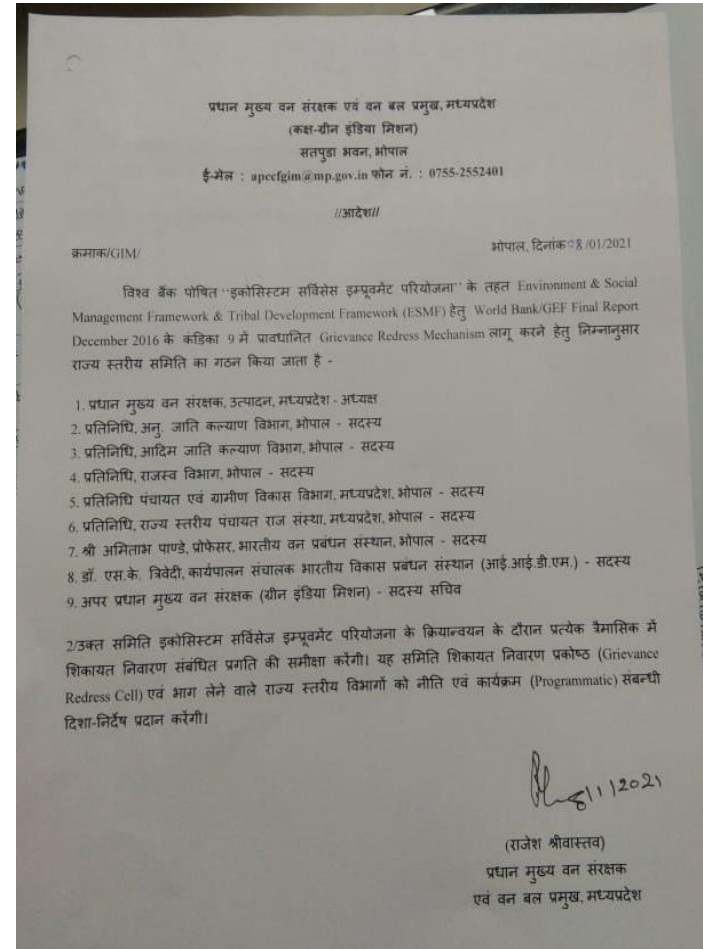 प्रधान मुख्य वन संरक्षक एवं वन बल प्रमुख, मध्यप्रदेश
(कक्ष-ग्रीन इंडिया मिशन)
सतपुडा भवन, भोपाल
ई-मेल : apccfgim@mp.gov.in फोन नं. : 0755-2552401
//आदेश//
क्रमाक/GIM/ भोपाल, दिनांक 08/01/2021
विश्व बैंक पोषित "इकोसिस्टम सर्विसेस इम्प्रूवमेंट परियोजना" के तहत Environment & Social
Management Framework & Tribal Development Framework (ESMF) हेतु World Bank/GEF Final Report
December 2016 के कंडिका 9 में प्रावधानित Grievance Redress Mechanism लागू करने हेतु निम्नानुसार
राज्य स्तरीय समिति का गठन किया जाता है -
1. प्रधान मुख्य वन संरक्षक, उत्पादन, मध्यप्रदेश - अध्यक्ष
2. प्रतिनिधि, अनु. जाति कल्याण विभाग, भोपाल - सदस्य
3. प्रतिनिधि, आदिम जाति कल्याण विभाग, भोपाल - सदस्य
4. प्रतिनिधि, राजस्व विभाग, भोपाल - सदस्य
5. प्रतिनिधि पंचायत एवं ग्रामीण विकास विभाग, मध्यप्रदेश, भोपाल - सदस्य
6. प्रतिनिधि, राज्य स्तरीय पंचायत राज संस्था, मध्यप्रदेश, भोपाल - सदस्य
7. श्री अमिताभ पाण्डे, प्रोफेसर, भारतीय वन प्रबंधन संस्थान, भोपाल - सदस्य
8. डॉ. एस.के. त्रिवेदी, कार्यपालन संचालक भारतीय विकास प्रबंधन संस्थान (आई.आई.डी.एम.) - सदस्य
9. अपर प्रधान मुख्य वन संरक्षक (ग्रीन इंडिया मिशन) - सदस्य सचिव
2/उक्त समिति इकोसिस्टम सर्विसेज इम्प्रूवमेंट परियोजना के क्रियान्वयन के दौरान प्रत्येक त्रैमासिक में
शिकायत निवारण संबंधित प्रगति की समीक्षा करेंगी। यह समिति शिकायत निवारण प्रकोष्ठ (Grievance
Redress Cell) एवं भाग लेने वाले राज्य स्तरीय विभागों को नीति एवं कार्यक्रम (Programmatic) संबन्धी
दिशा-निर्देष प्रदान करेंगी।
8/1/2021
(राजेश श्रीवास्तव)
प्रधान मुख्य वन संरक्षक
एवं वन बल प्रमुख, मध्यप्रदेश